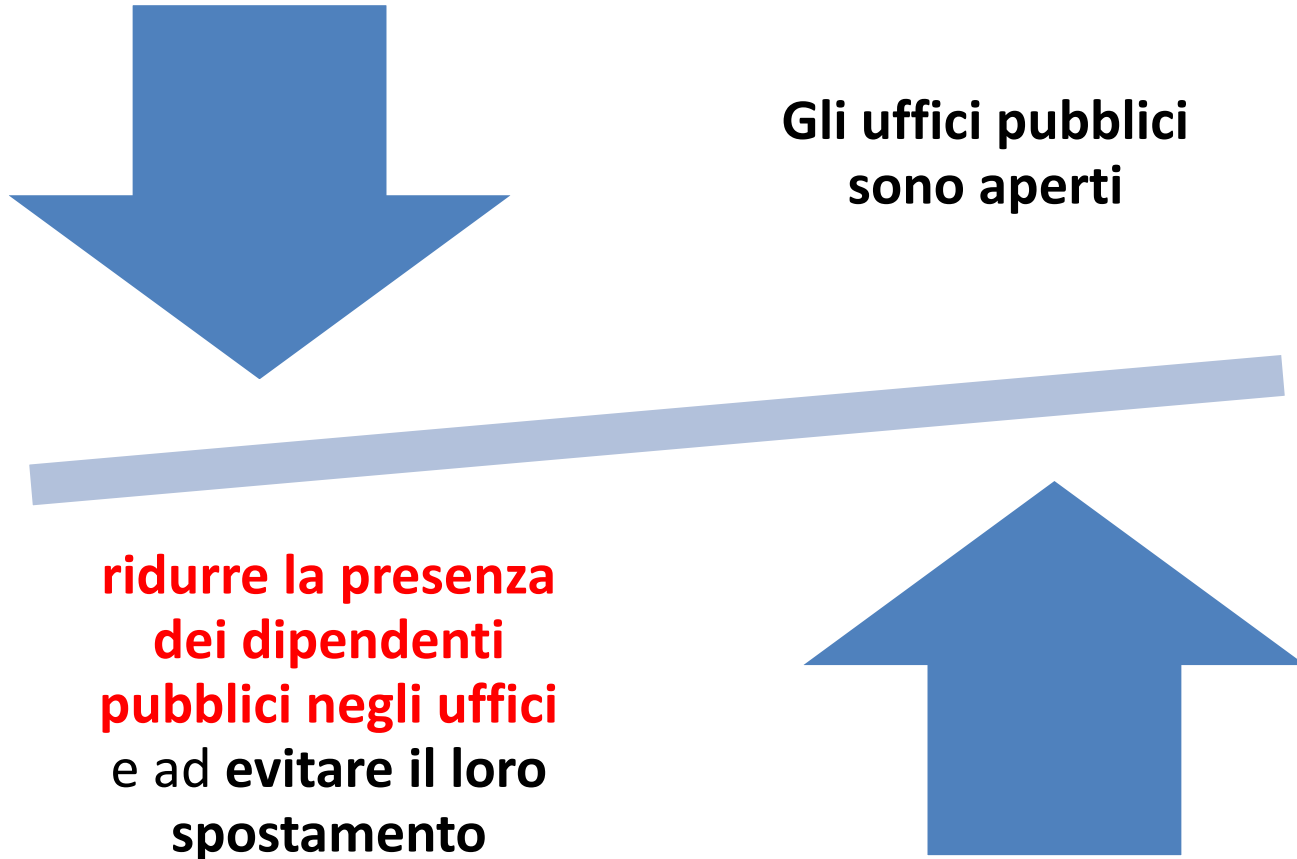 Gli uffici pubblici
sono aperti
ridurre la presenza
dei dipendenti
pubblici negli uffici
e ad evitare il loro
spostamento